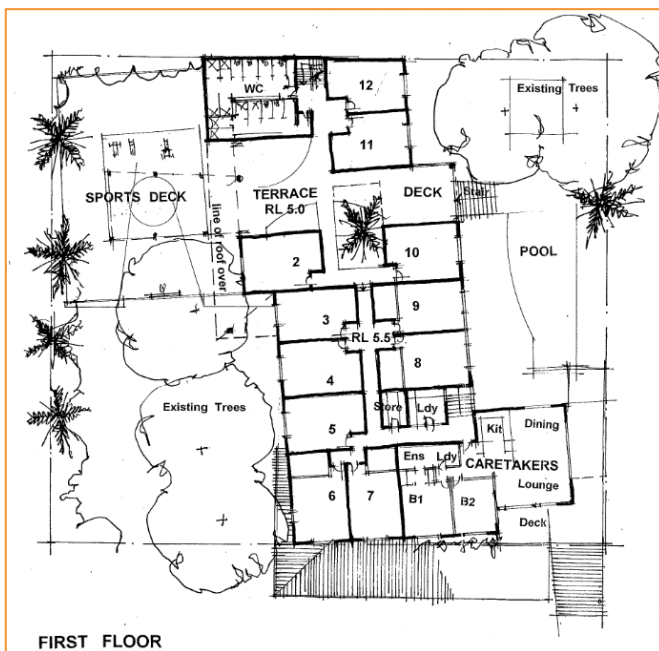 WC
12
Existing Trees
11
SPORTS DECK
TERRACE
RL 5.0
DECK
Stair
line of roof over
2
10
POOL
3
9
RL 5.5
4
8
Existing Trees
5
Store
Ldy
Kit
Dining
Ens Ldy
CARETAKERS
6
7
B1
B2
Lounge
Deck
FIRST FLOOR